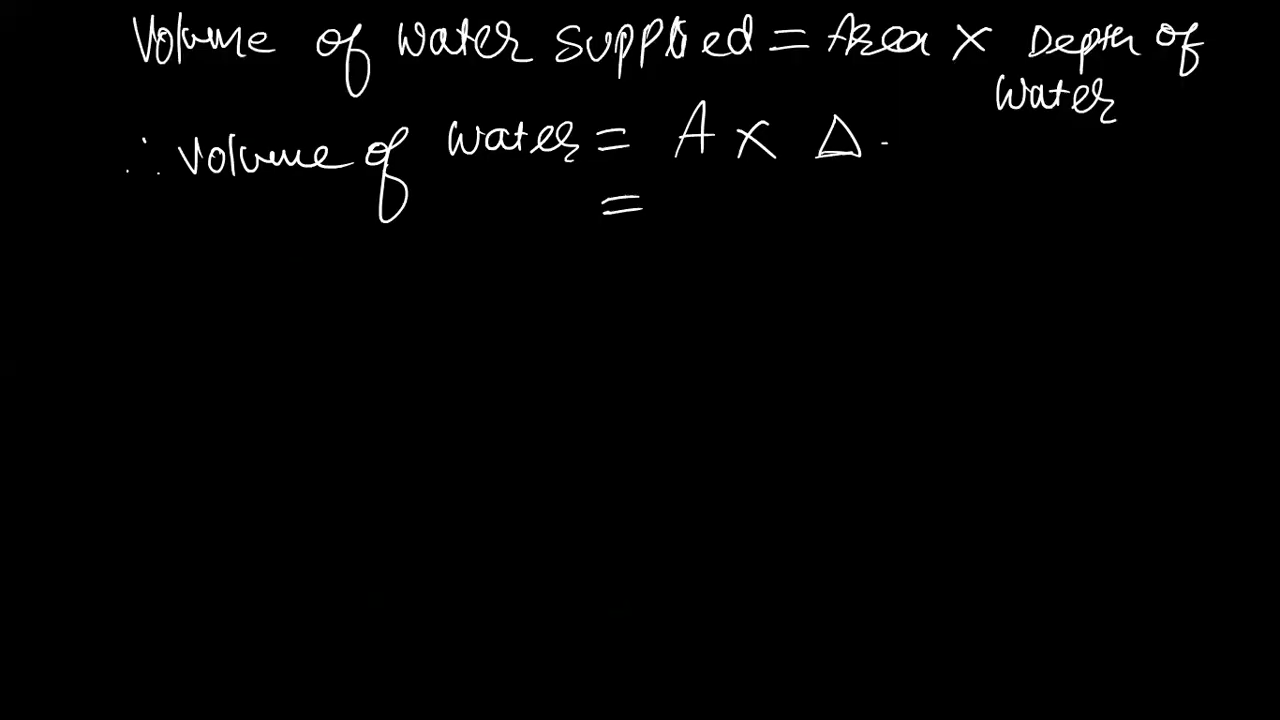 Volume of water supplied = Area × Depth of
water
∴ Volume of water = A × Δ
=